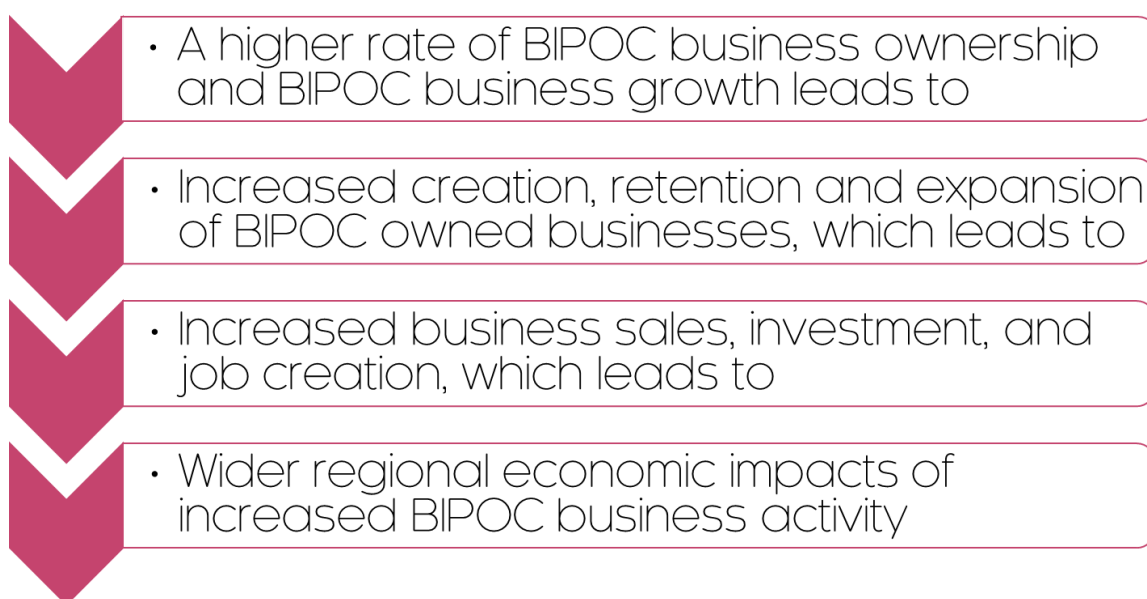 • A higher rate of BIPOC business ownership
and BIPOC business growth leads to
• Increased creation, retention and expansion
of BIPOC owned businesses, which leads to
• Increased business sales, investment, and
job creation, which leads to
• Wider regional economic impacts of
increased BIPOC business activity